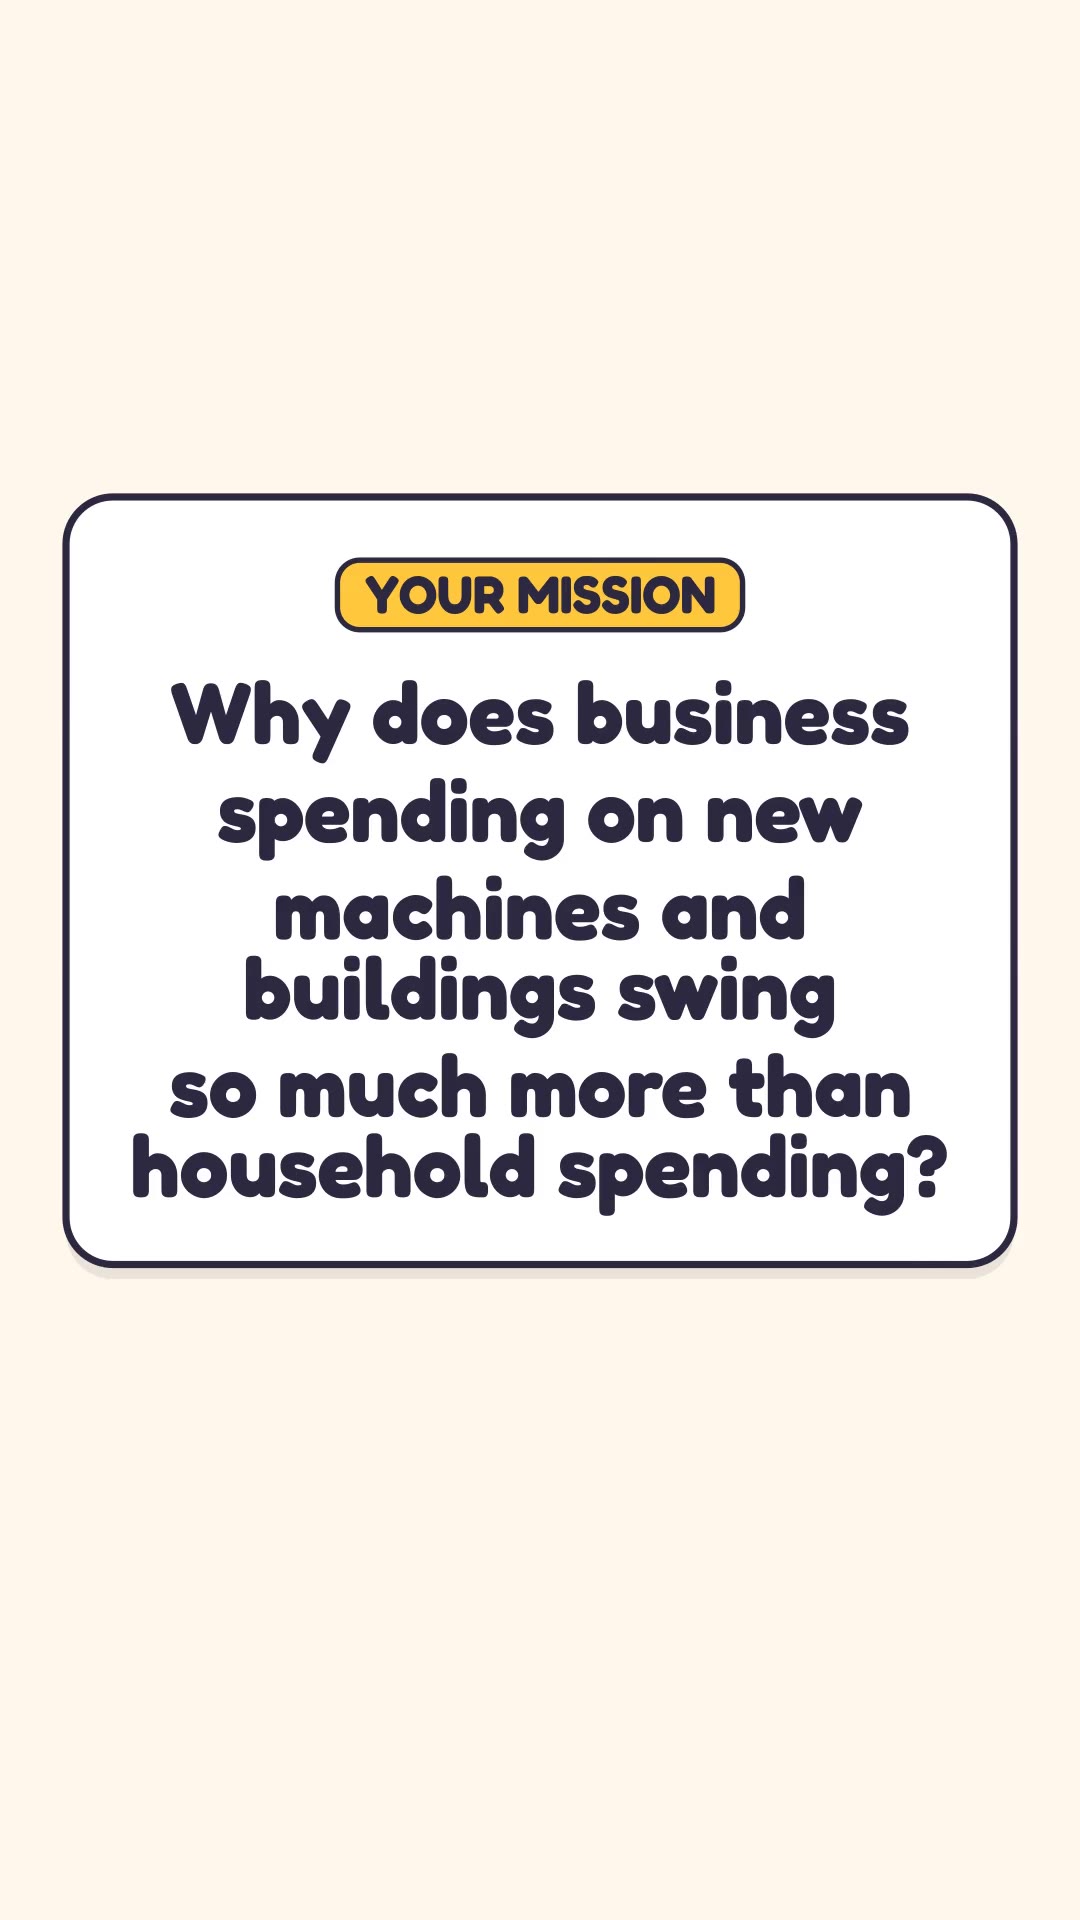 YOUR MISSION
Why does business
spending on new
machines and
buildings swing
so much more than
household spending?